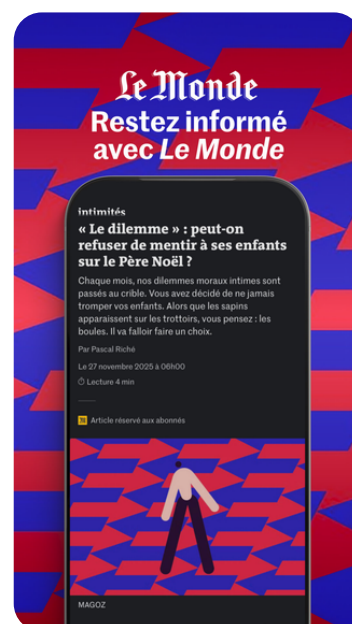 Le Monde
Restez informé
avec Le Monde
intimités
« Le dilemme » : peut-on
refuser de mentir à ses enfants
sur le Père Noël ?
Chaque mois, nos dilemmes moraux intimes sont
passés au crible. Vous avez décidé de ne jamais
tromper vos enfants. Alors que les sapins
apparaissent sur les trottoirs, vous pensez : les
boules. Il va falloir faire un choix.
Par Pascal Riché
Le 27 novembre 2025 à 06h00
Lecture 4 min
Article réservé aux abonnés
MAGOZ